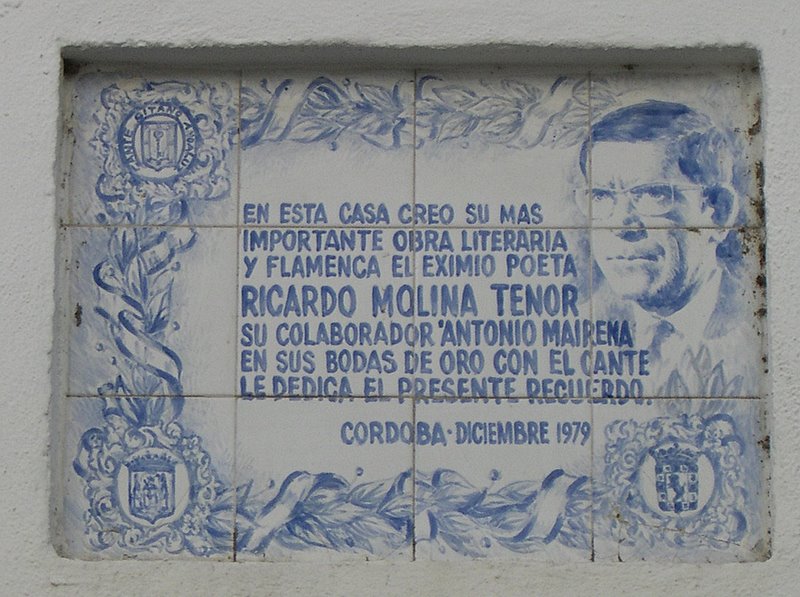 EN ESTA CASA CREO SU MAS
IMPORTANTE OBRA LITERARIA
Y FLAMENCA EL EXIMIO POETA
RICARDO MOLINA TENOR
SU COLABORADOR ANTONIO MAIRENA
EN SUS BODAS DE ORO CON EL CANTE
LE DEDICA EL PRESENTE RECUERDO.
CORDOBA · DICIEMBRE 1979